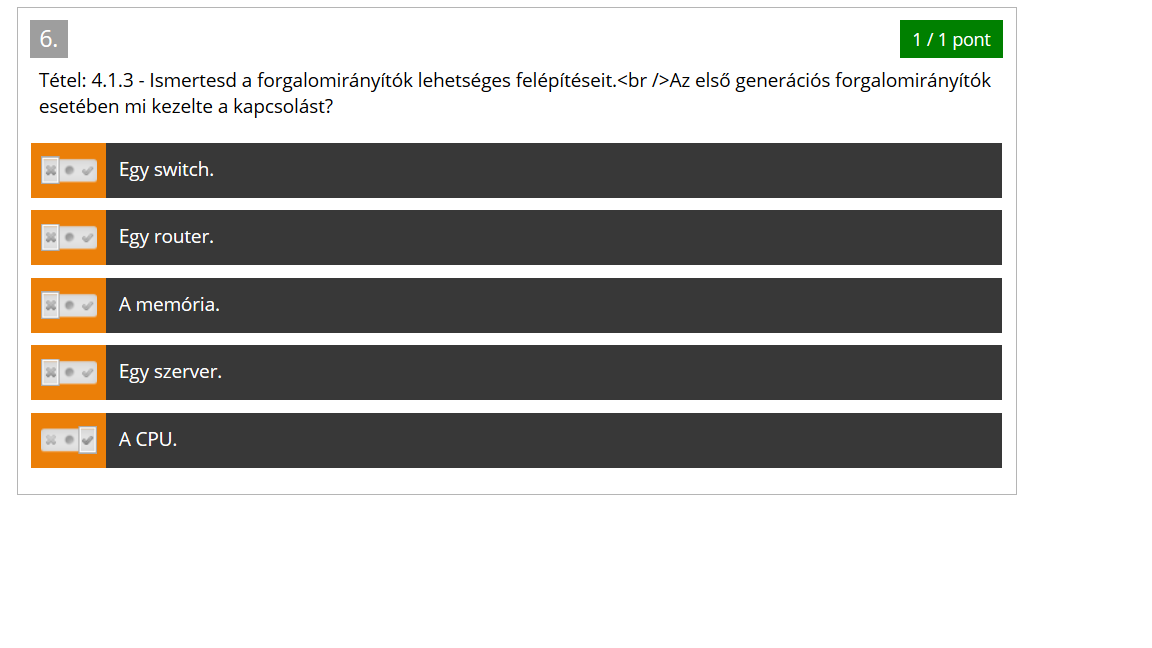 6.
1 / 1 pont
Tétel: 4.1.3 - Ismertesd a forgalomirányítók lehetséges felépítéseit.<br />Az első generációs forgalomirányítók
esetében mi kezelte a kapcsolást?
Egy switch.
Egy router.
A memória.
Egy szerver.
A CPU.